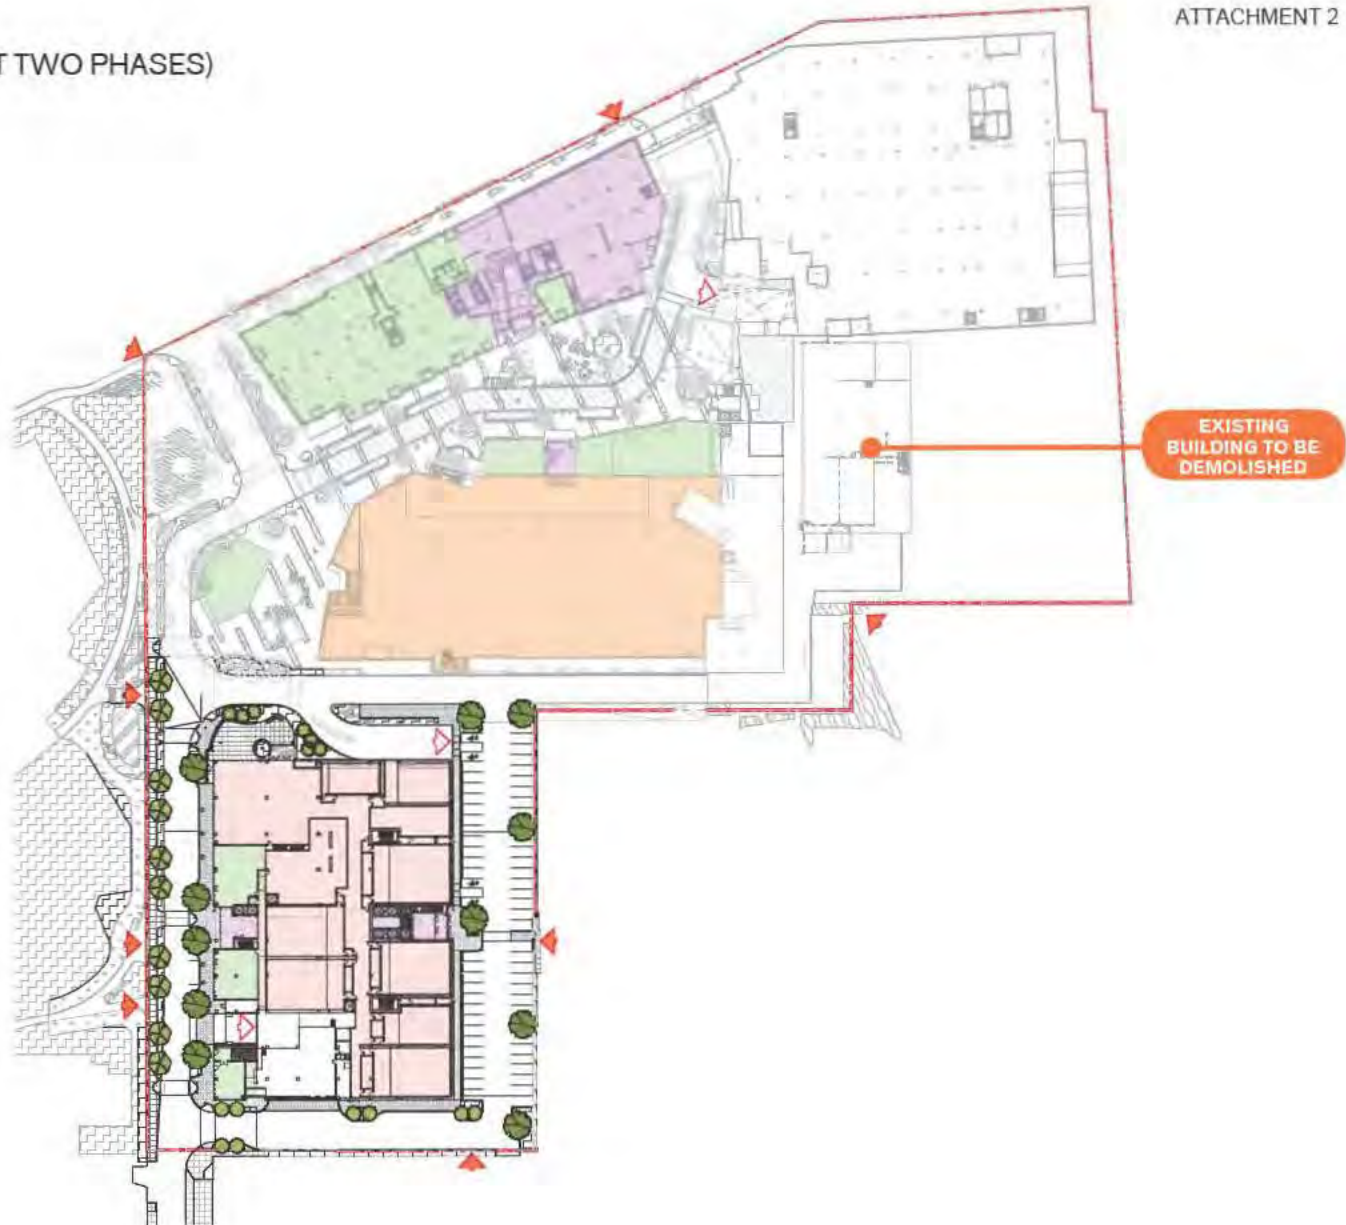 ATTACHMENT 2
T TWO PHASES)
EXISTING
BUILDING TO BE
DEMOLISHED